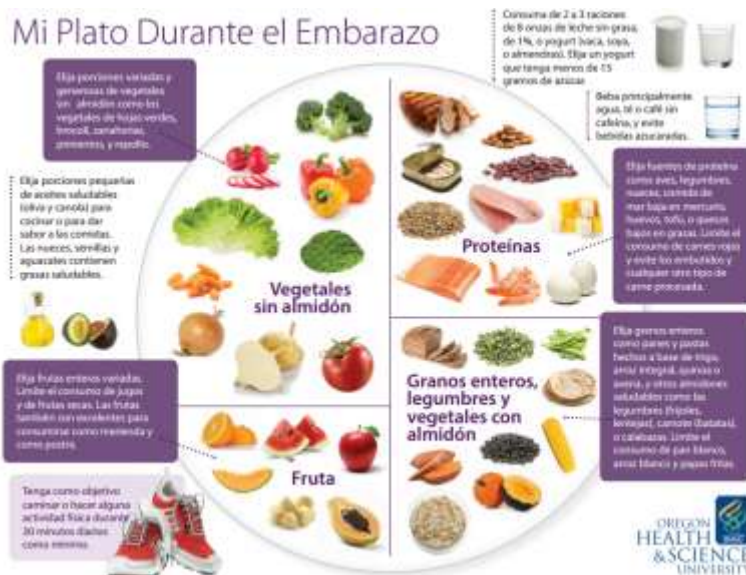 Mi Plato Durante el Embarazo
Consuma de 2 a 3 raciones
de 8 onzas de leche sin grasa,
de 1%, o yogurt (vaca, soya,
o almendras). Elija un yogurt
que tenga menos de 15
gramos de azúcar.
Beba principalmente
agua, té o café sin
cafeína, y evite
bebidas azucaradas.
Elija porciones variadas y
generosas de vegetales
sin almidón como los
vegetales de hojas verdes,
brócoli, zanahorias,
pimientos, y repollo.
Elija porciones pequeñas
de aceites saludables
(oliva y canola) para
cocinar o para dar
sabor a las comidas.
Las nueces, semillas y
aguacates contienen
grasas saludables.
Vegetales
sin almidón
Proteínas
Elija fuentes de proteína
como aves, legumbres,
nueces, comida de
mar baja en mercurio,
huevos, tofu, o quesos
bajos en grasas. Limite el
consumo de carnes rojas
y evite los embutidos y
cualquier otro tipo de
carne procesada.
Elija frutas enteras variadas.
Limite el consumo de jugos
y de frutas secas. Las frutas
también son excelentes para
consumirse como merienda y
como postre.
Fruta
Granos enteros,
legumbres y
vegetales con
almidón
Elija granos enteros
como panes y pastas
hechos a base de trigo,
arroz integral, quinoa o
avena, y otros almidones
saludables como las
legumbres (frijoles,
lentejas), camote (batatas),
o calabazas. Limite el
consumo de pan blanco,
arroz blanco y papas fritas.
Tenga como objetivo
caminar o hacer alguna
actividad física durante
30 minutos diarios
como mínimo.
OREGON
HEALTH
&SCIENCE
UNIVERSITY